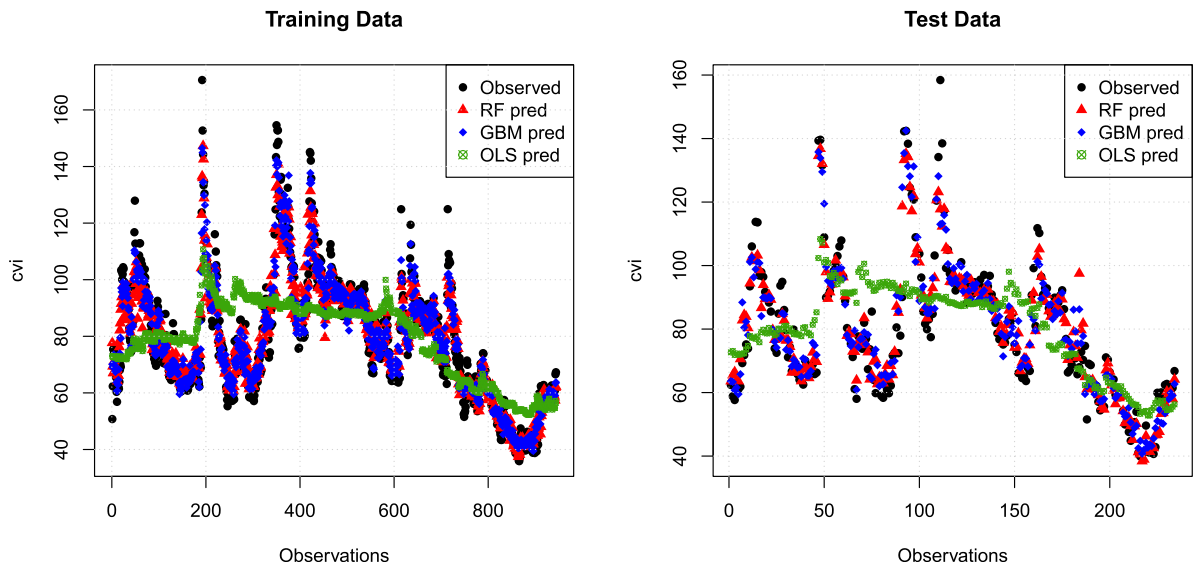 Training Data
160
140
120
100
80
60
40
cvi
0 200 400 600 800
Observations
Observed
RF pred
GBM pred
OLS pred
Test Data
160
140
120
100
80
60
40
cvi
0 50 100 150 200
Observations
Observed
RF pred
GBM pred
OLS pred